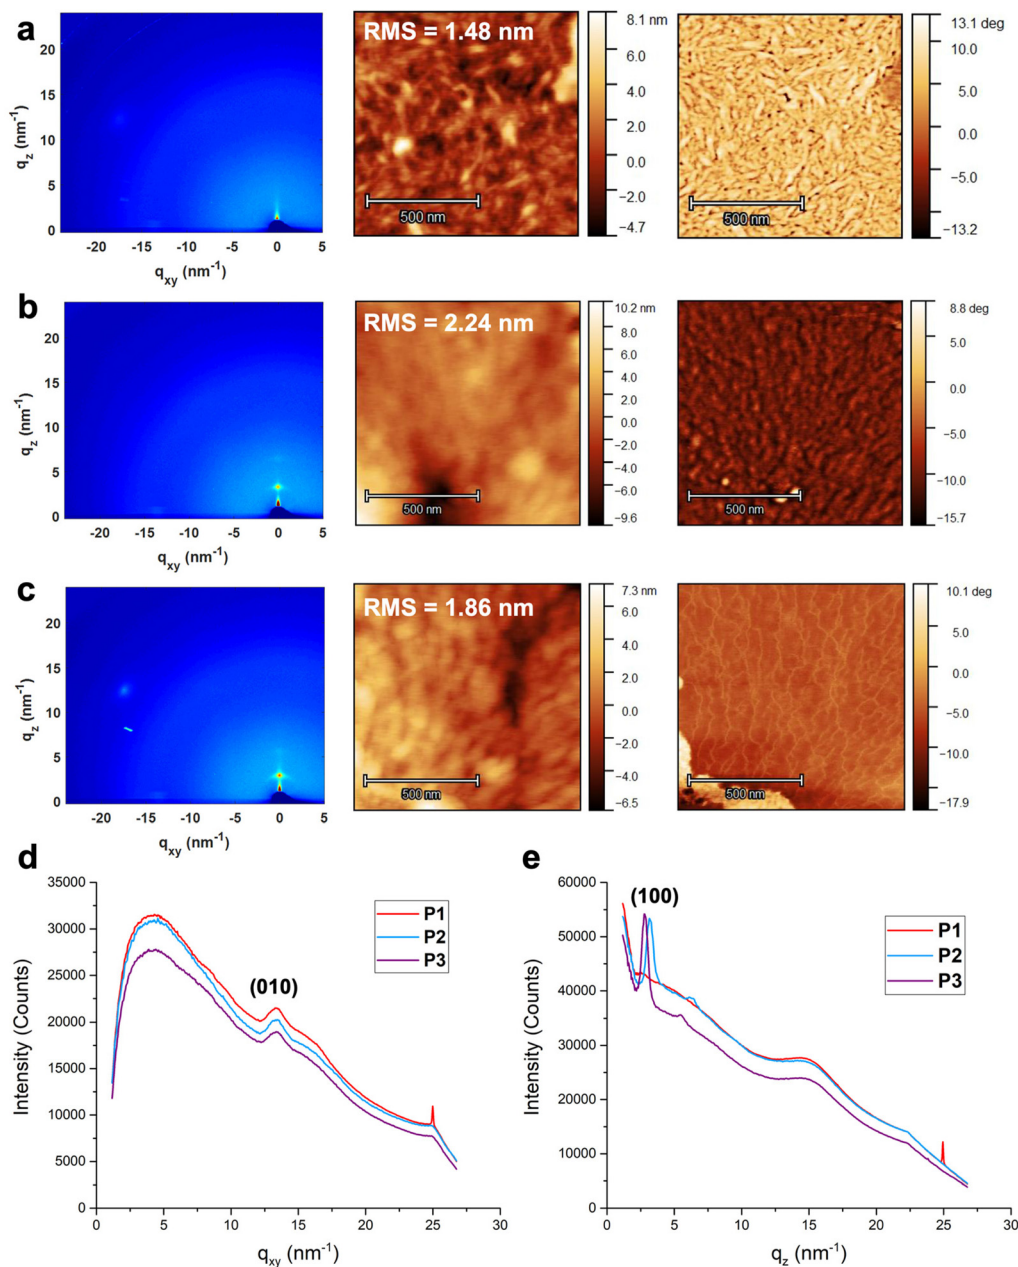 a
20
15
10
5
0
q_z (nm⁻¹)
-20 -15 -10 -5 0 5
q_xy (nm⁻¹)
RMS = 1.48 nm
500 nm
8.1 nm
6.0
4.0
2.0
0.0
−2.0
−4.7
500 nm
13.1 deg
10.0
5.0
0.0
−5.0
−13.2
b
20
15
10
5
0
q_z (nm⁻¹)
-20 -15 -10 -5 0 5
q_xy (nm⁻¹)
RMS = 2.24 nm
500 nm
10.2 nm
8.0
6.0
4.0
2.0
0.0
−2.0
−4.0
−6.0
−9.6
500 nm
8.8 deg
5.0
0.0
−5.0
−10.0
−15.7
c
20
15
10
5
0
q_z (nm⁻¹)
-20 -15 -10 -5 0 5
q_xy (nm⁻¹)
RMS = 1.86 nm
500 nm
7.3 nm
6.0
4.0
2.0
0.0
−2.0
−4.0
−6.5
500 nm
10.1 deg
5.0
0.0
−5.0
−10.0
−17.9
d
35000
30000
25000
20000
15000
10000
5000
0
Intensity (Counts)
(010)
P1
P2
P3
0 5 10 15 20 25 30
q_xy (nm⁻¹)
e
60000
50000
40000
30000
20000
10000
0
Intensity (Counts)
(100)
P1
P2
P3
0 5 10 15 20 25 30
q_z (nm⁻¹)